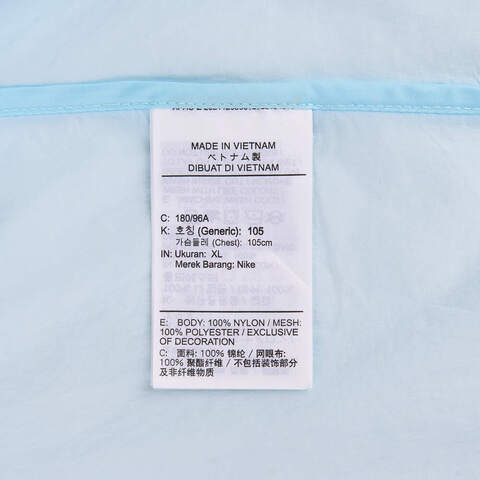 MADE IN VIETNAM
ベトナム製
DIBUAT DI VIETNAM
C: 180/96A
K: 호칭 (Generic): 105
가슴둘레 (Chest): 105cm
IN: Ukuran: XL
Merek Barang: Nike
E: BODY: 100% NYLON / MESH:
100% POLYESTER / EXCLUSIVE
OF DECORATION
C: 面料: 100% 锦纶 / 网眼布:
100% 聚酯纤维 / 不包括装饰部分
及非纤维物质